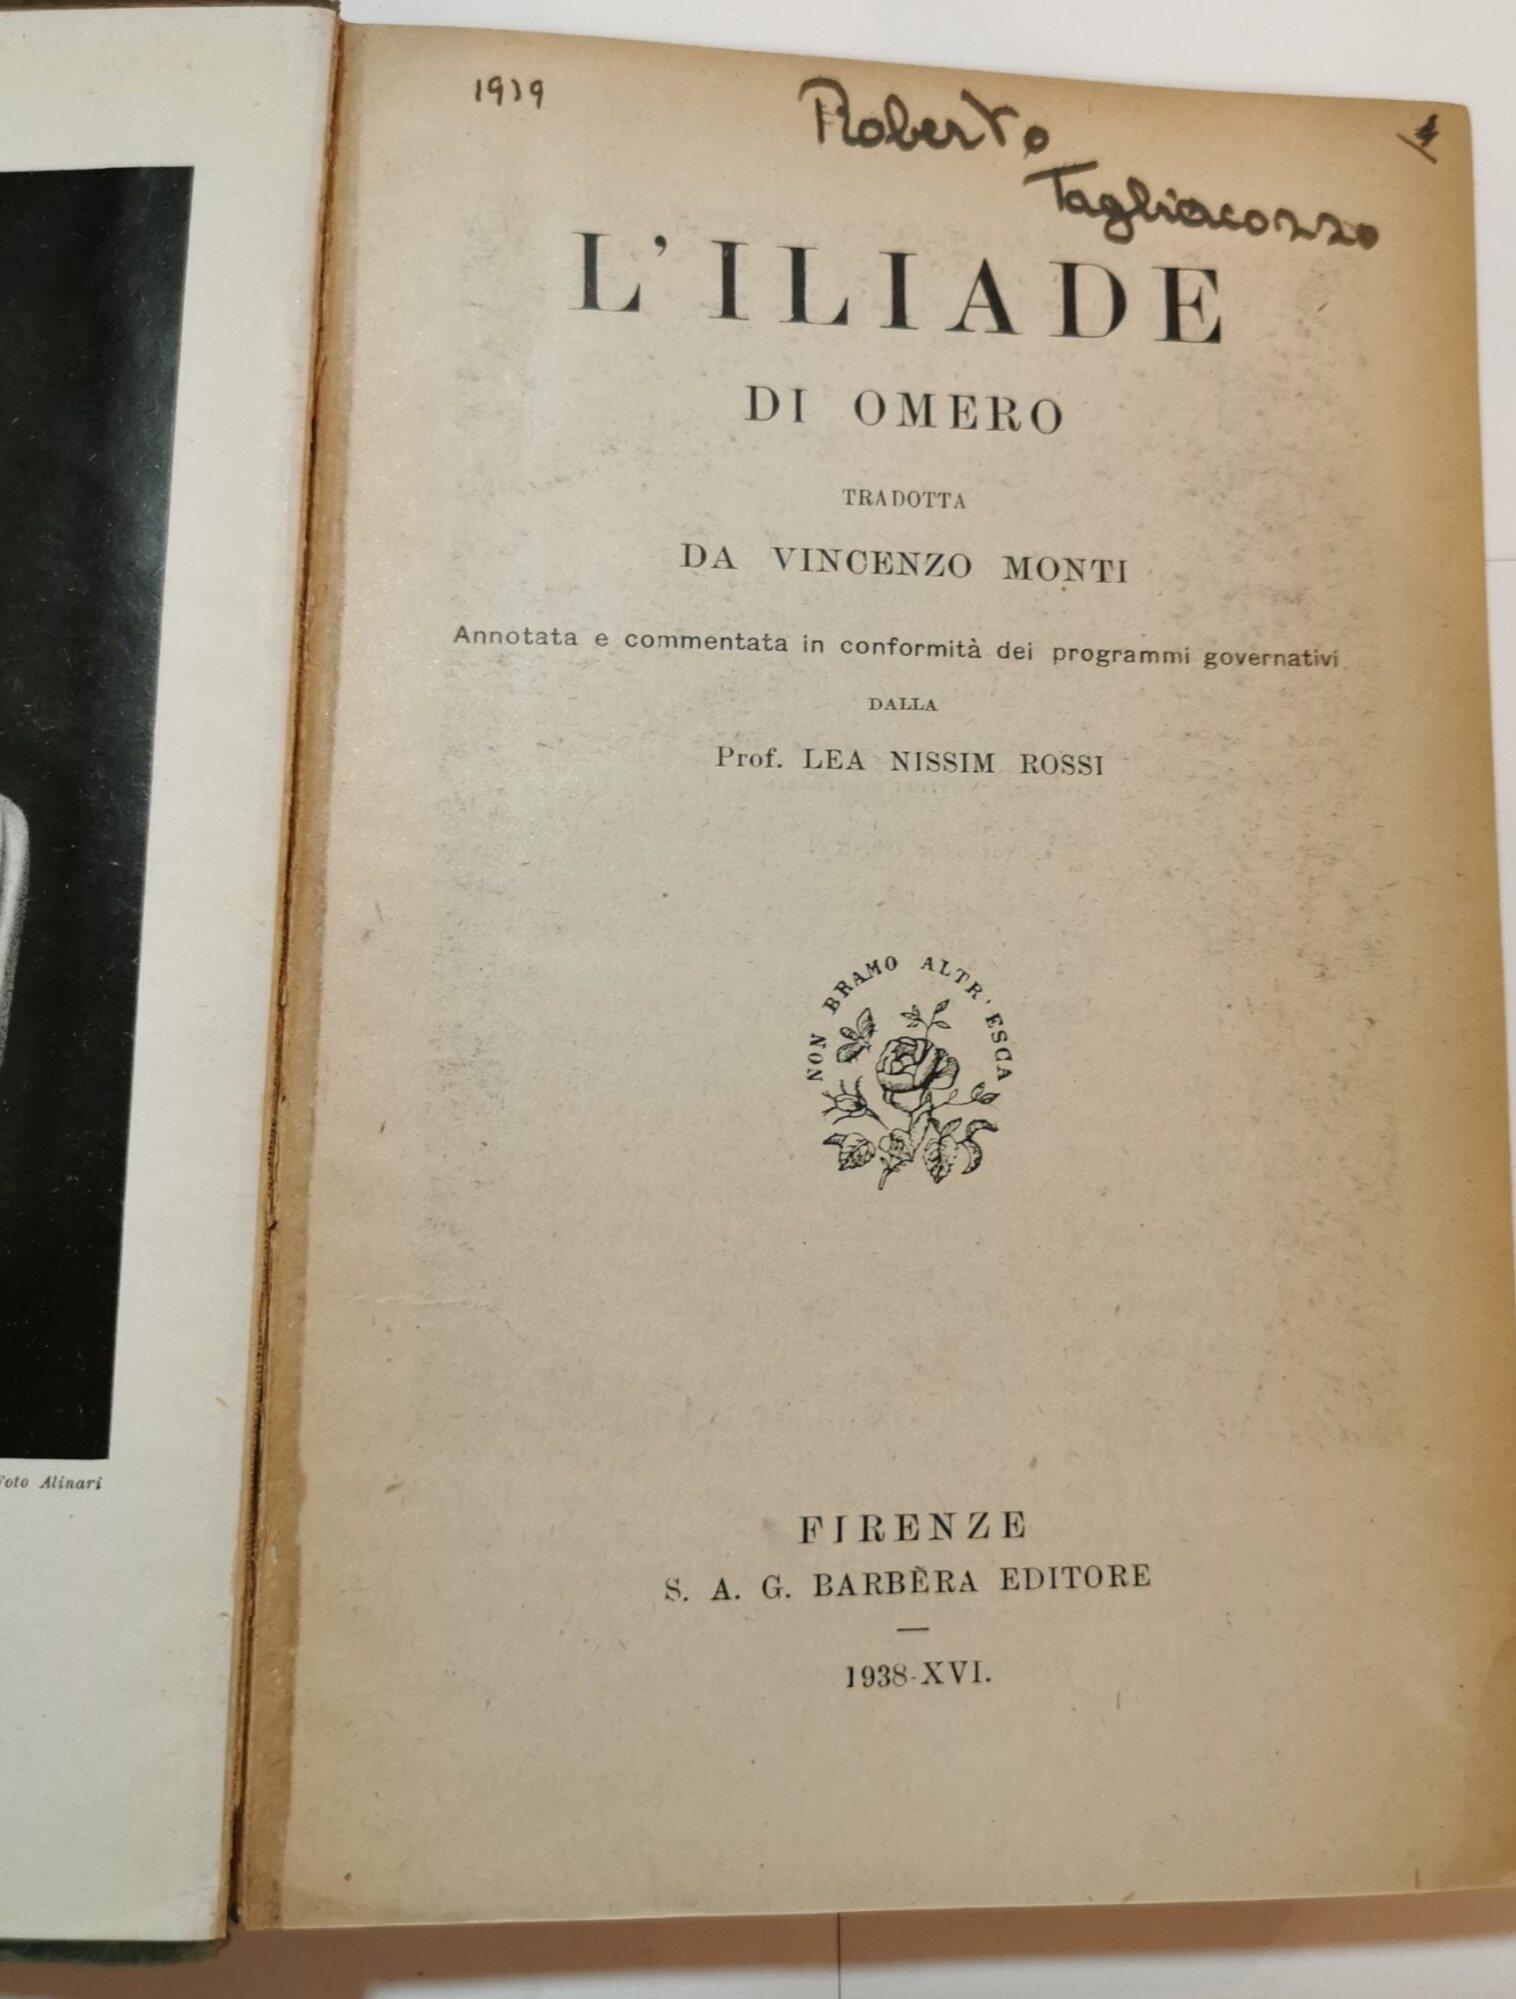 1939
Roberto
Tagliacozzo
L'ILIADE
DI OMERO
TRADOTTA
DA VINCENZO MONTI
Annotata e commentata in conformità dei programmi governativi
DALLA
Prof. LEA NISSIM ROSSI
NON BRAMO ALTR'ESCA
FIRENZE
S. A. G. BARBÈRA EDITORE
1938-XVI.
Foto Alinari